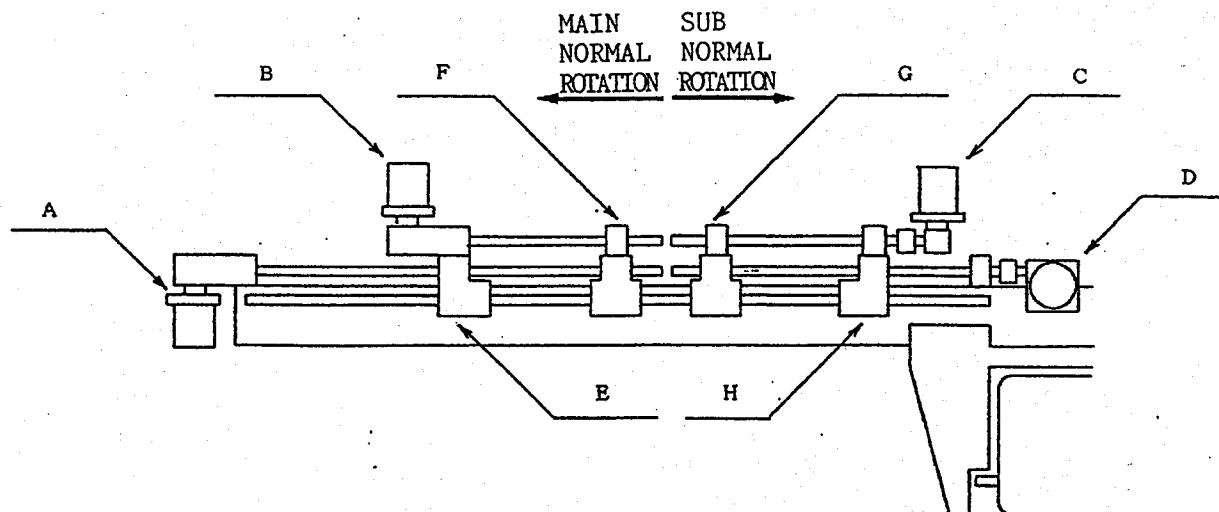 MAIN SUB
NORMAL NORMAL
ROTATION ROTATION
B F G C
D
A
E H